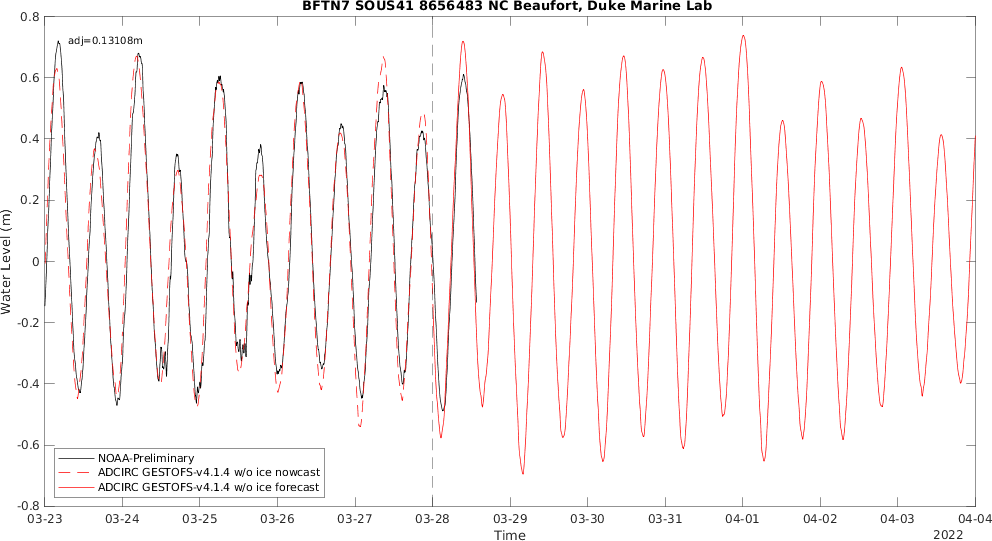 BFTN7 SOUS41 8656483 NC Beaufort, Duke Marine Lab
adj=0.13108m
0.8
0.6
0.4
0.2
0
-0.2
-0.4
-0.6
-0.8
Water Level (m)
NOAA-Preliminary
ADCIRC GESTOFS-v4.1.4 w/o ice nowcast
ADCIRC GESTOFS-v4.1.4 w/o ice forecast
03-23 03-24 03-25 03-26 03-27 03-28 03-29 03-30 03-31 04-01 04-02 04-03 04-04
Time
2022